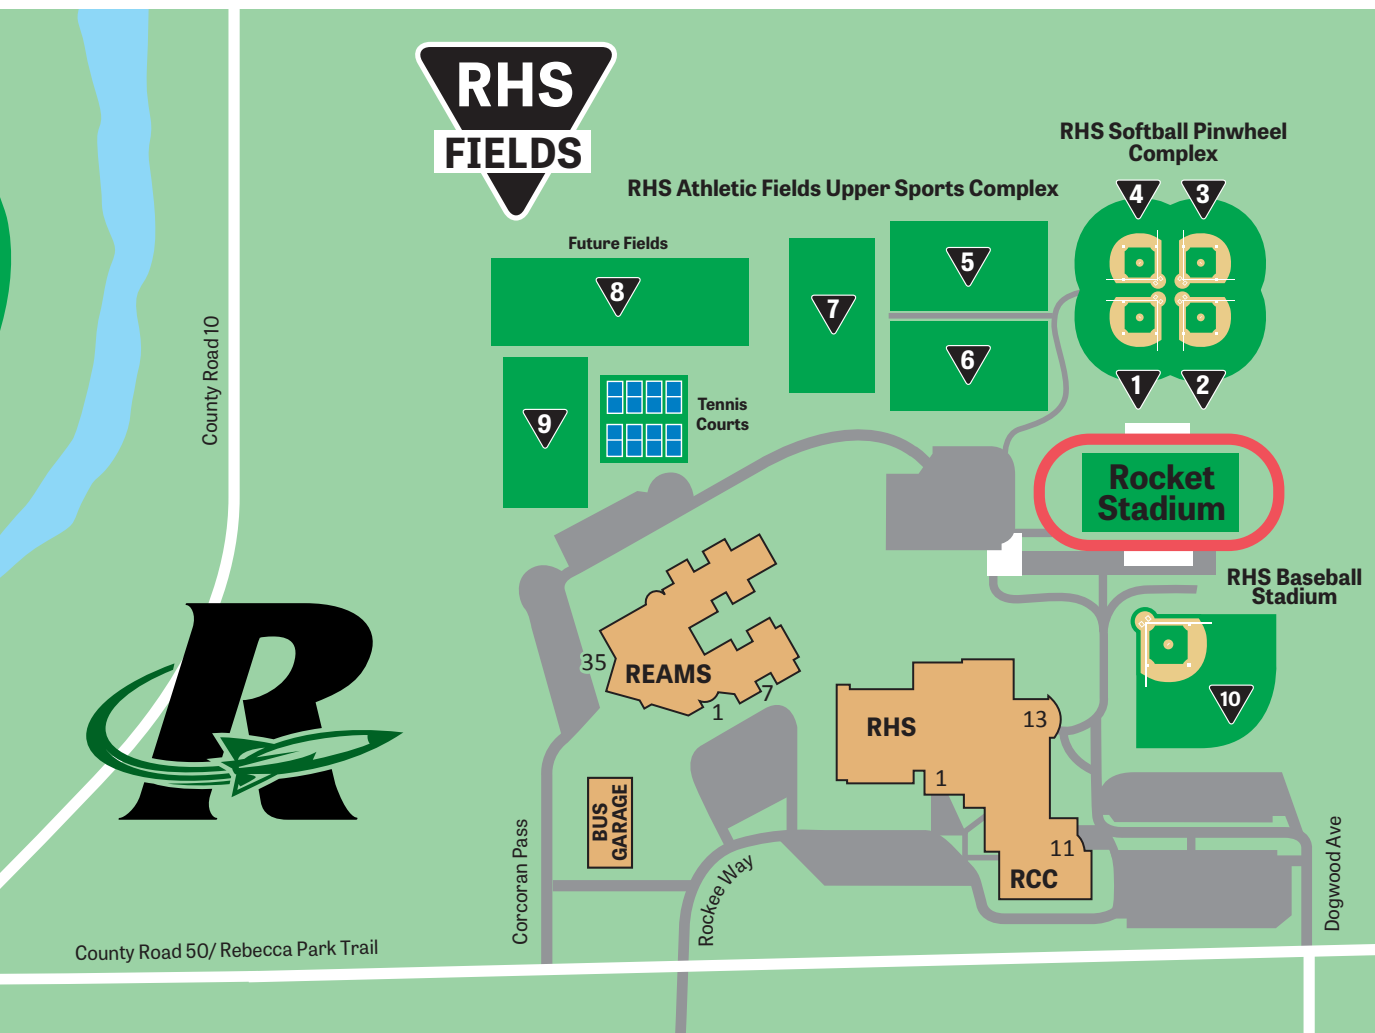 RHS
FIELDS
RHS Softball Pinwheel
Complex
4
3
RHS Athletic Fields Upper Sports Complex
Future Fields
8
7
5
6
1
2
9
Tennis
Courts
County Road 10
Rocket
Stadium
RHS Baseball
Stadium
10
R
35
REAMS
1
7
RHS
13
1
11
RCC
BUS
GARAGE
Corcoran Pass
Rockee Way
Dogwood Ave
County Road 50/ Rebecca Park Trail